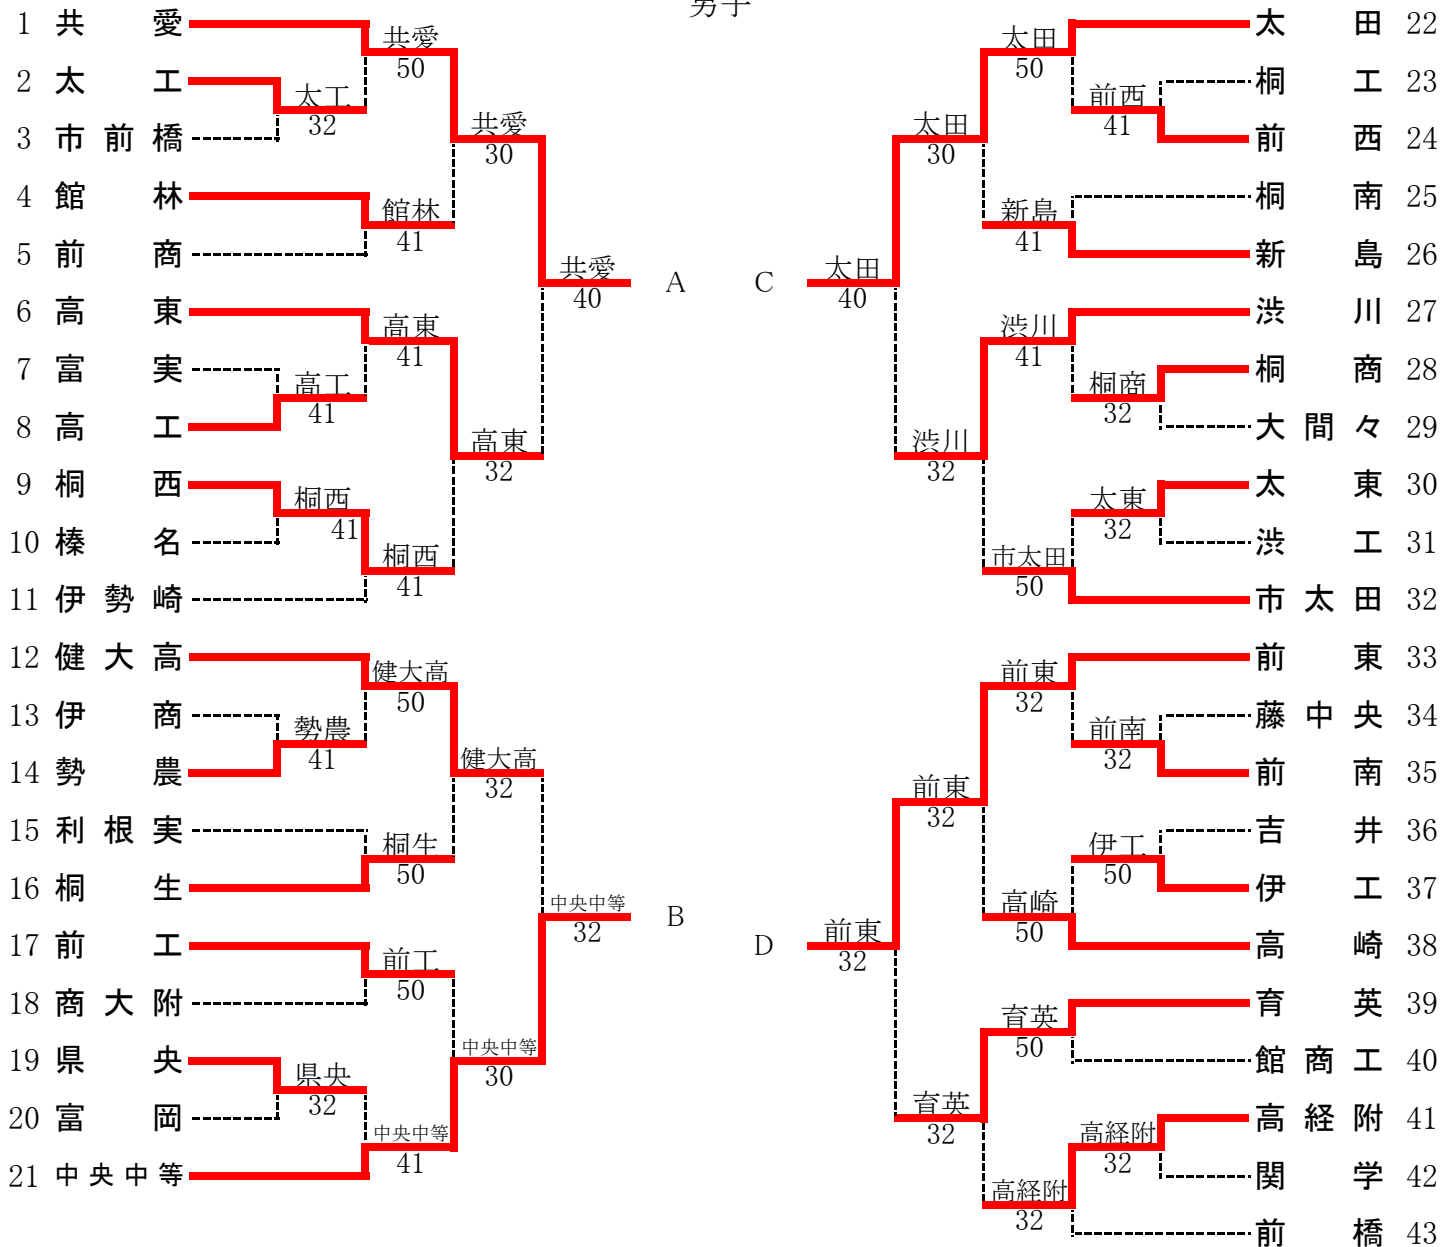 男子
1 共愛
2 太工
3 市前橋
4 館林
5 前商
6 高東
7 富実
8 高工
9 桐西
10 榛名
11 伊勢崎
12 健大高
13 伊商
14 勢農
15 利根実
16 桐生
17 前工
18 商大附
19 県央
20 富岡
21 中央中等
太工
32
高工
41
桐西
41
勢農
41
県央
32
共愛
50
館林
41
高東
41
桐西
41
健大高
50
桐生
50
前工
50
中央中等
41
共愛
30
高東
32
健大高
32
中央中等
30
共愛
40
中央中等
32
A
B
C
D
太田
40
前東
32
太田
30
渋川
32
前東
32
育英
32
太田
50
新島
41
渋川
41
市太田
50
前東
32
高崎
50
育英
50
高経附
32
前西
41
桐商
32
太東
32
前南
32
伊工
50
高経附
32
太田 22
桐工 23
前西 24
桐南 25
新島 26
渋川 27
桐商 28
大間々 29
太東 30
渋工 31
市太田 32
前東 33
藤中央 34
前南 35
吉井 36
伊工 37
高崎 38
育英 39
館商工 40
高経附 41
関学 42
前橋 43